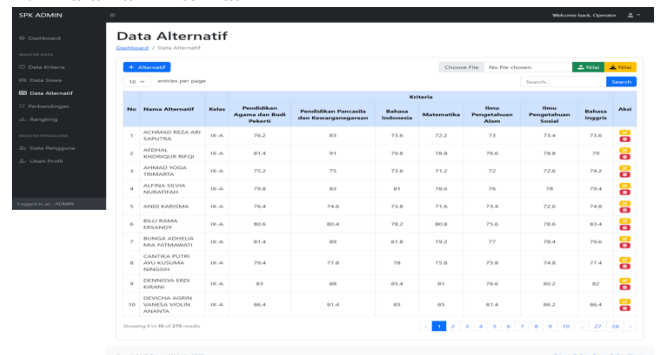 SPK ADMIN
Welcome back, Operator
Dashboard
MASTER DATA
Data Kriteria
Data Siswa
Data Alternatif
Perbandingan
Rangking
MASTER PENGGUNA
Data Pengguna
Ubah Profil
Logged in as : ADMIN
Data Alternatif
Dashboard / Data Alternatif
+ Alternatif
Choose File No file chosen
Nilai
Nilai
10 entries per page
Search...
Search
No Nama Alternatif Kelas Kriteria Aksi
Pendidikan Agama dan Budi Pekerti
Pendidikan Pancasila dan Kewarganegaraan
Bahasa Indonesia
Matematika
Ilmu Pengetahuan Alam
Ilmu Pengetahuan Sosial
Bahasa Inggris
1 ACHMAD REZA ARI SAPUTRA IX-A 76.2 83 73.6 72.2 73 73.4 73.6
2 AFDHAL KHORIQUR RIFQI IX-A 81.4 91 79.8 78.8 76.6 78.8 79
3 AHMAD YOGA TRIMARTA IX-A 75.2 75 73.6 71.2 72 72.6 74.2
4 ALFINA SILVIA NURAFIFAH IX-A 79.8 83 81 78.6 76 78 79.4
5 ANDI KARISMA IX-A 76.4 74.6 73.8 71.6 73.4 72.6 74.8
6 BILLI RAMA ERSANDY IX-A 80.6 80.4 78.2 80.8 75.6 78.6 83.4
7 BUNGA ADHELIA MIA FATMAWATI IX-A 81.4 89 81.8 79.2 77 78.4 79.6
8 CANTIKA PUTRI AYU KUSUMA NINGSIH IX-A 79.4 77.8 78 75.8 75.8 74.8 77.4
9 DENNISYA ERDI KIRANI IX-A 83 88 85.4 81 76.6 80.2 82
10 DEVICHA AGRIN VANESA VIOLIN ANANTA IX-A 86.4 91.4 85 85 81.4 86.2 86.4
Showing 1 to 10 of 279 results
‹ 1 2 3 4 5 6 7 8 9 10 ... 27 28 ›